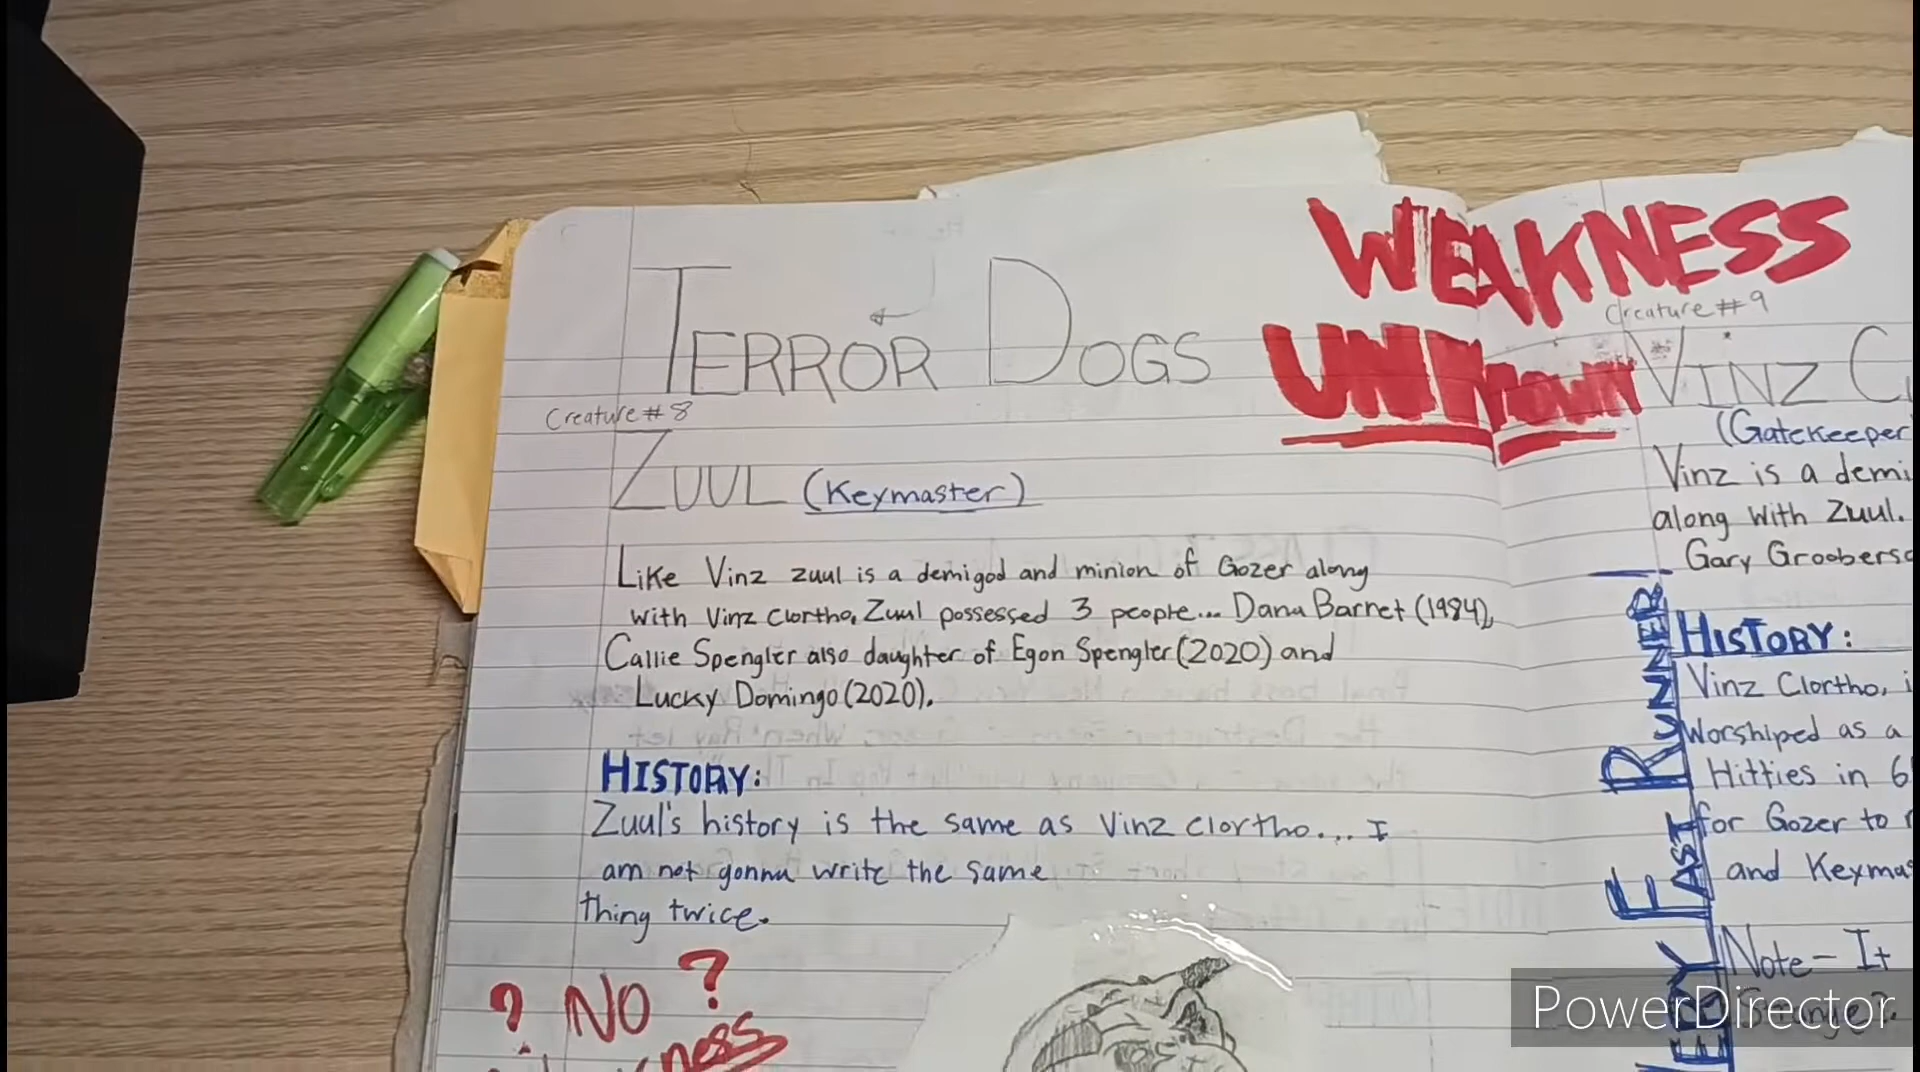 TERROR DOGS
Creature #8
ZUUL (Keymaster)
Like Vinz zuul is a demigod and minion of Gozer along
with Vinz Clortho, Zuul possessed 3 people... Dana Barret (1984),
Callie Spengler also daughter of Egon Spengler (2020) and
Lucky Domingo (2020).
HISTORY:
Zuul's history is the same as Vinz clortho.... I
am not gonna write the same
thing twice.
? NO ?
WEAKNESS
UNKNOWN
Creature #9
VINZ
(Gatekeeper
Vinz is a demi
along with Zuul.
Gary
HISTORY:
Vinz Clortho, i
Worshiped as a
Hitties in 6
for Gozer to
and Keymas
Note - It
FAST RUNNER!
PowerDirector